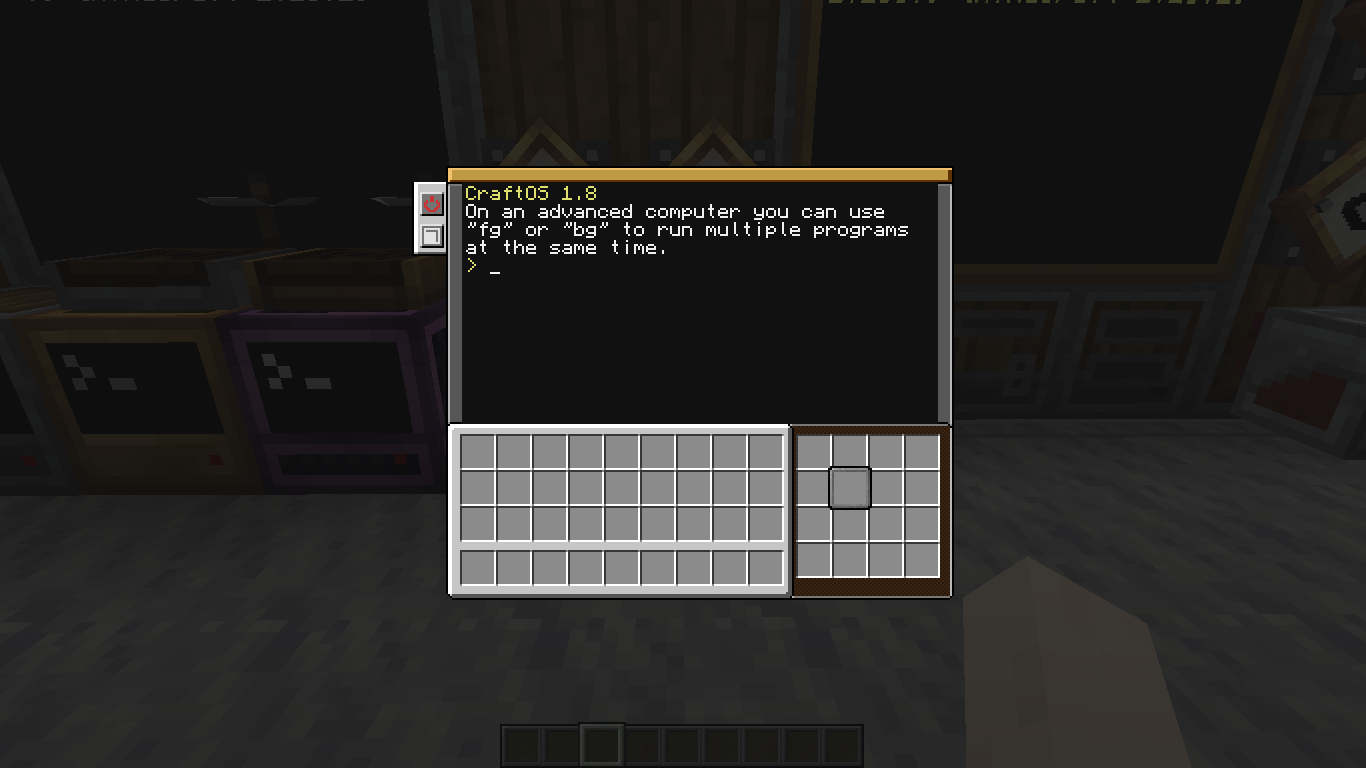 CraftOS 1.8
On an advanced computer you can use
"fg" or "bg" to run multiple programs
at the same time.
> _